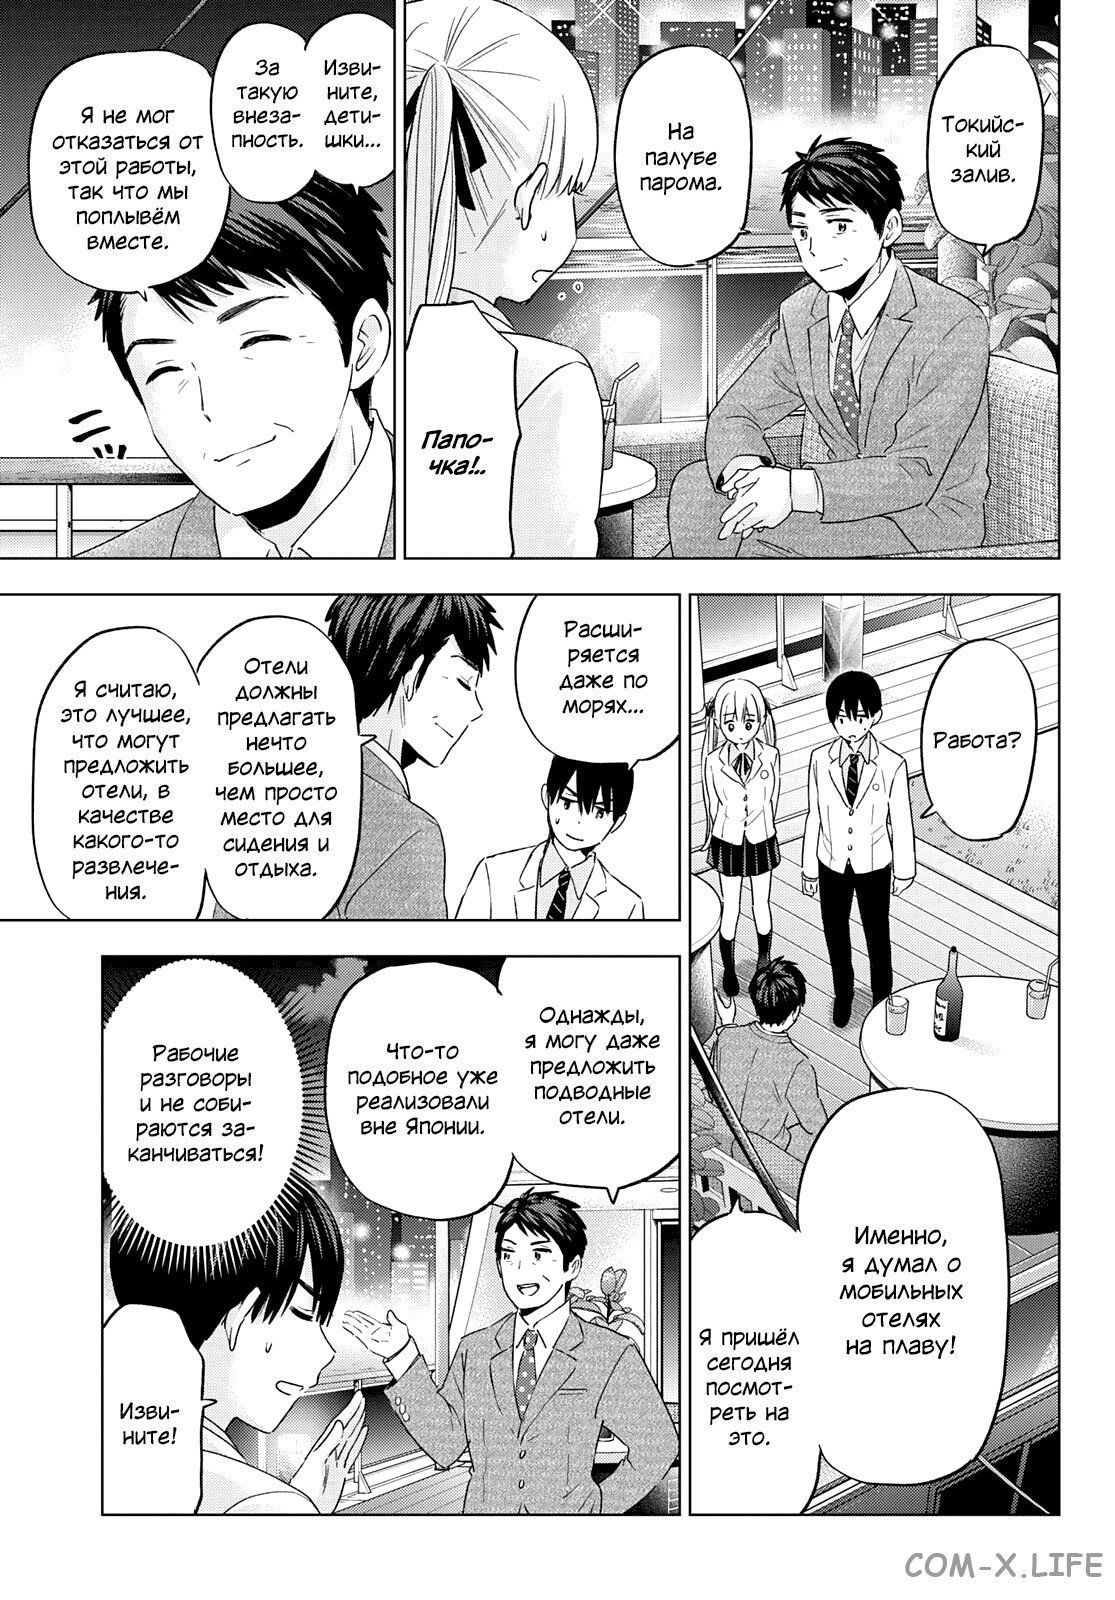 Токийс-
кий
залив.
На
палубе
парома.
Папо-
чка!..
Изви-
ните,
дети-
шки...
За
такую
внеза-
пность.
Я не мог
отказаться от
этой работы,
так что мы
поплывём
вместе.
Работа?
Именно,
я думал о
мобильных
отелях
на плаву!
Я пришёл
сегодня
посмот-
реть на
это.
Расши-
ряется
даже по
морях...
Отели
должны
предлагать
нечто
большее,
чем просто
место для
сидения и
отдыха.
Я считаю,
это лучшее,
что могут
предложить
отели, в
качестве
какого-то
развлече-
ния.
Однажды,
я могу даже
предложить
подводные
отели.
Что-то
подобное уже
реализовали
вне Японии.
Рабочие
разговоры
и не соби-
раются за-
канчиваться!
Изви-
ните!
COM-X.LIFE